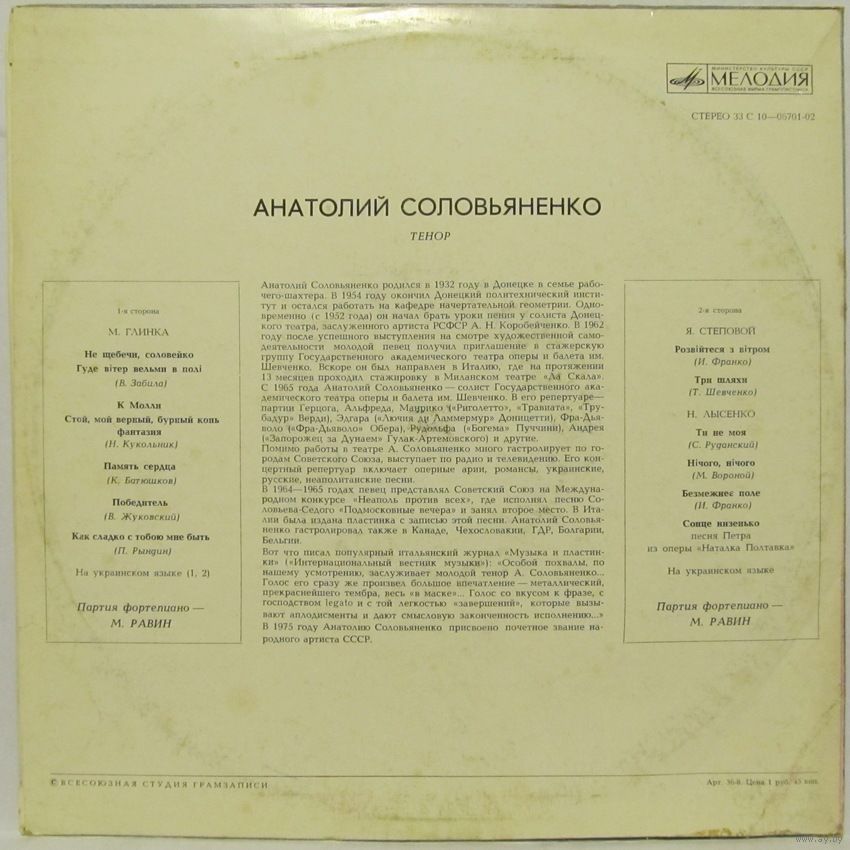 МИНИСТЕРСТВО КУЛЬТУРЫ СССР
МЕЛОДИЯ
ВСЕСОЮЗНАЯ ФИРМА ГРАМПЛАСТИНОК
СТЕРЕО 33 С 10—06701-02
АНАТОЛИЙ СОЛОВЬЯНЕНКО
ТЕНОР
1-я сторона
М. ГЛИНКА
Не щебечи, соловейко
Гуде вітер вельми в полі
(В. Забила)
К Молли
Стой, мой верный, бурный конь
фантазия
(Н. Кукольник)
Память сердца
(К. Батюшков)
Победитель
(В. Жуковский)
Как сладко с тобою мне быть
(П. Рындин)
На украинском языке (1, 2)
Партия фортепиано —
М. РАВИН
Анатолий Соловьяненко родился в 1932 году в Донецке в семье рабо-
чего-шахтера. В 1954 году окончил Донецкий политехнический инсти-
тут и остался работать на кафедре начертательной геометрии. Одно-
временно (с 1952 года) он начал брать уроки пения у солиста Донец-
кого театра, заслуженного артиста РСФСР А. Н. Коробейченко. В 1962
году после успешного выступления на смотре художественной само-
деятельности молодой певец получил приглашение в стажерскую
группу Государственного академического театра оперы и балета им.
Шевченко. Вскоре он был направлен в Италию, где на протяжении
13 месяцев проходил стажировку в Миланском театре «Ла Скала».
С 1965 года Анатолий Соловьяненко — солист Государственного ака-
демического театра оперы и балета им. Шевченко. В его репертуаре—
партии Герцога, Альфреда, Манрико («Риголетто», «Травиата», «Тру-
бадур» Верди), Эдгара («Лючия ди Ламмермур» Доницетти), Фра-Дья-
воло («Фра-Дьяволо» Обера), Рудольфа («Богема» Пуччини), Андрея
(«Запорожец за Дунаем» Гулак-Артемовского) и другие.
Помимо работы в театре А. Соловьяненко много гастролирует по го-
родам Советского Союза, выступает по радио и телевидению. Его кон-
цертный репертуар включает оперные арии, романсы, украинские,
русские, неаполитанские песни.
В 1964—1965 годах певец представлял Советский Союз на Междуна-
родном конкурсе «Неаполь против всех», где исполнял песню Со-
ловьева-Седого «Подмосковные вечера» и занял второе место. В Ита-
лии была издана пластинка с записью этой песни. Анатолий Соловья-
ненко гастролировал также в Канаде, Чехословакии, ГДР, Болгарии,
Бельгии.
Вот что писал популярный итальянский журнал «Музыка и пластин-
ки» («Интернациональный вестник музыки»): «Особой похвалы, по
нашему усмотрению, заслуживает молодой тенор А. Соловьяненко...
Голос его сразу же произвел большое впечатление — металлический,
прекраснейшего тембра, весь «в маске»... Голос со вкусом к фразе, с
господством legato и с той легкостью «завершений», которые вызы-
вают аплодисменты и дают смысловую законченность исполнению...»
В 1975 году Анатолию Соловьяненко присвоено почетное звание на-
родного артиста СССР.
2-я сторона
Я. СТЕПОВОЙ
Розвійтеся з вітром
(И. Франко)
Три шляхи
(Т. Шевченко)
Н. ЛЫСЕНКО
Ти не моя
(С. Руданский)
Нічого, нічого
(М. Вороной)
Безмежнеє поле
(И. Франко)
Сонце низенько
песня Петра
из оперы «Наталка Полтавка»
На украинском языке
Партия фортепиано —
М. РАВИН
© ВСЕСОЮЗНАЯ СТУДИЯ ГРАМЗАПИСИ
Арт. 36-8. Цена 1 руб. 45 коп.
www.ay.by